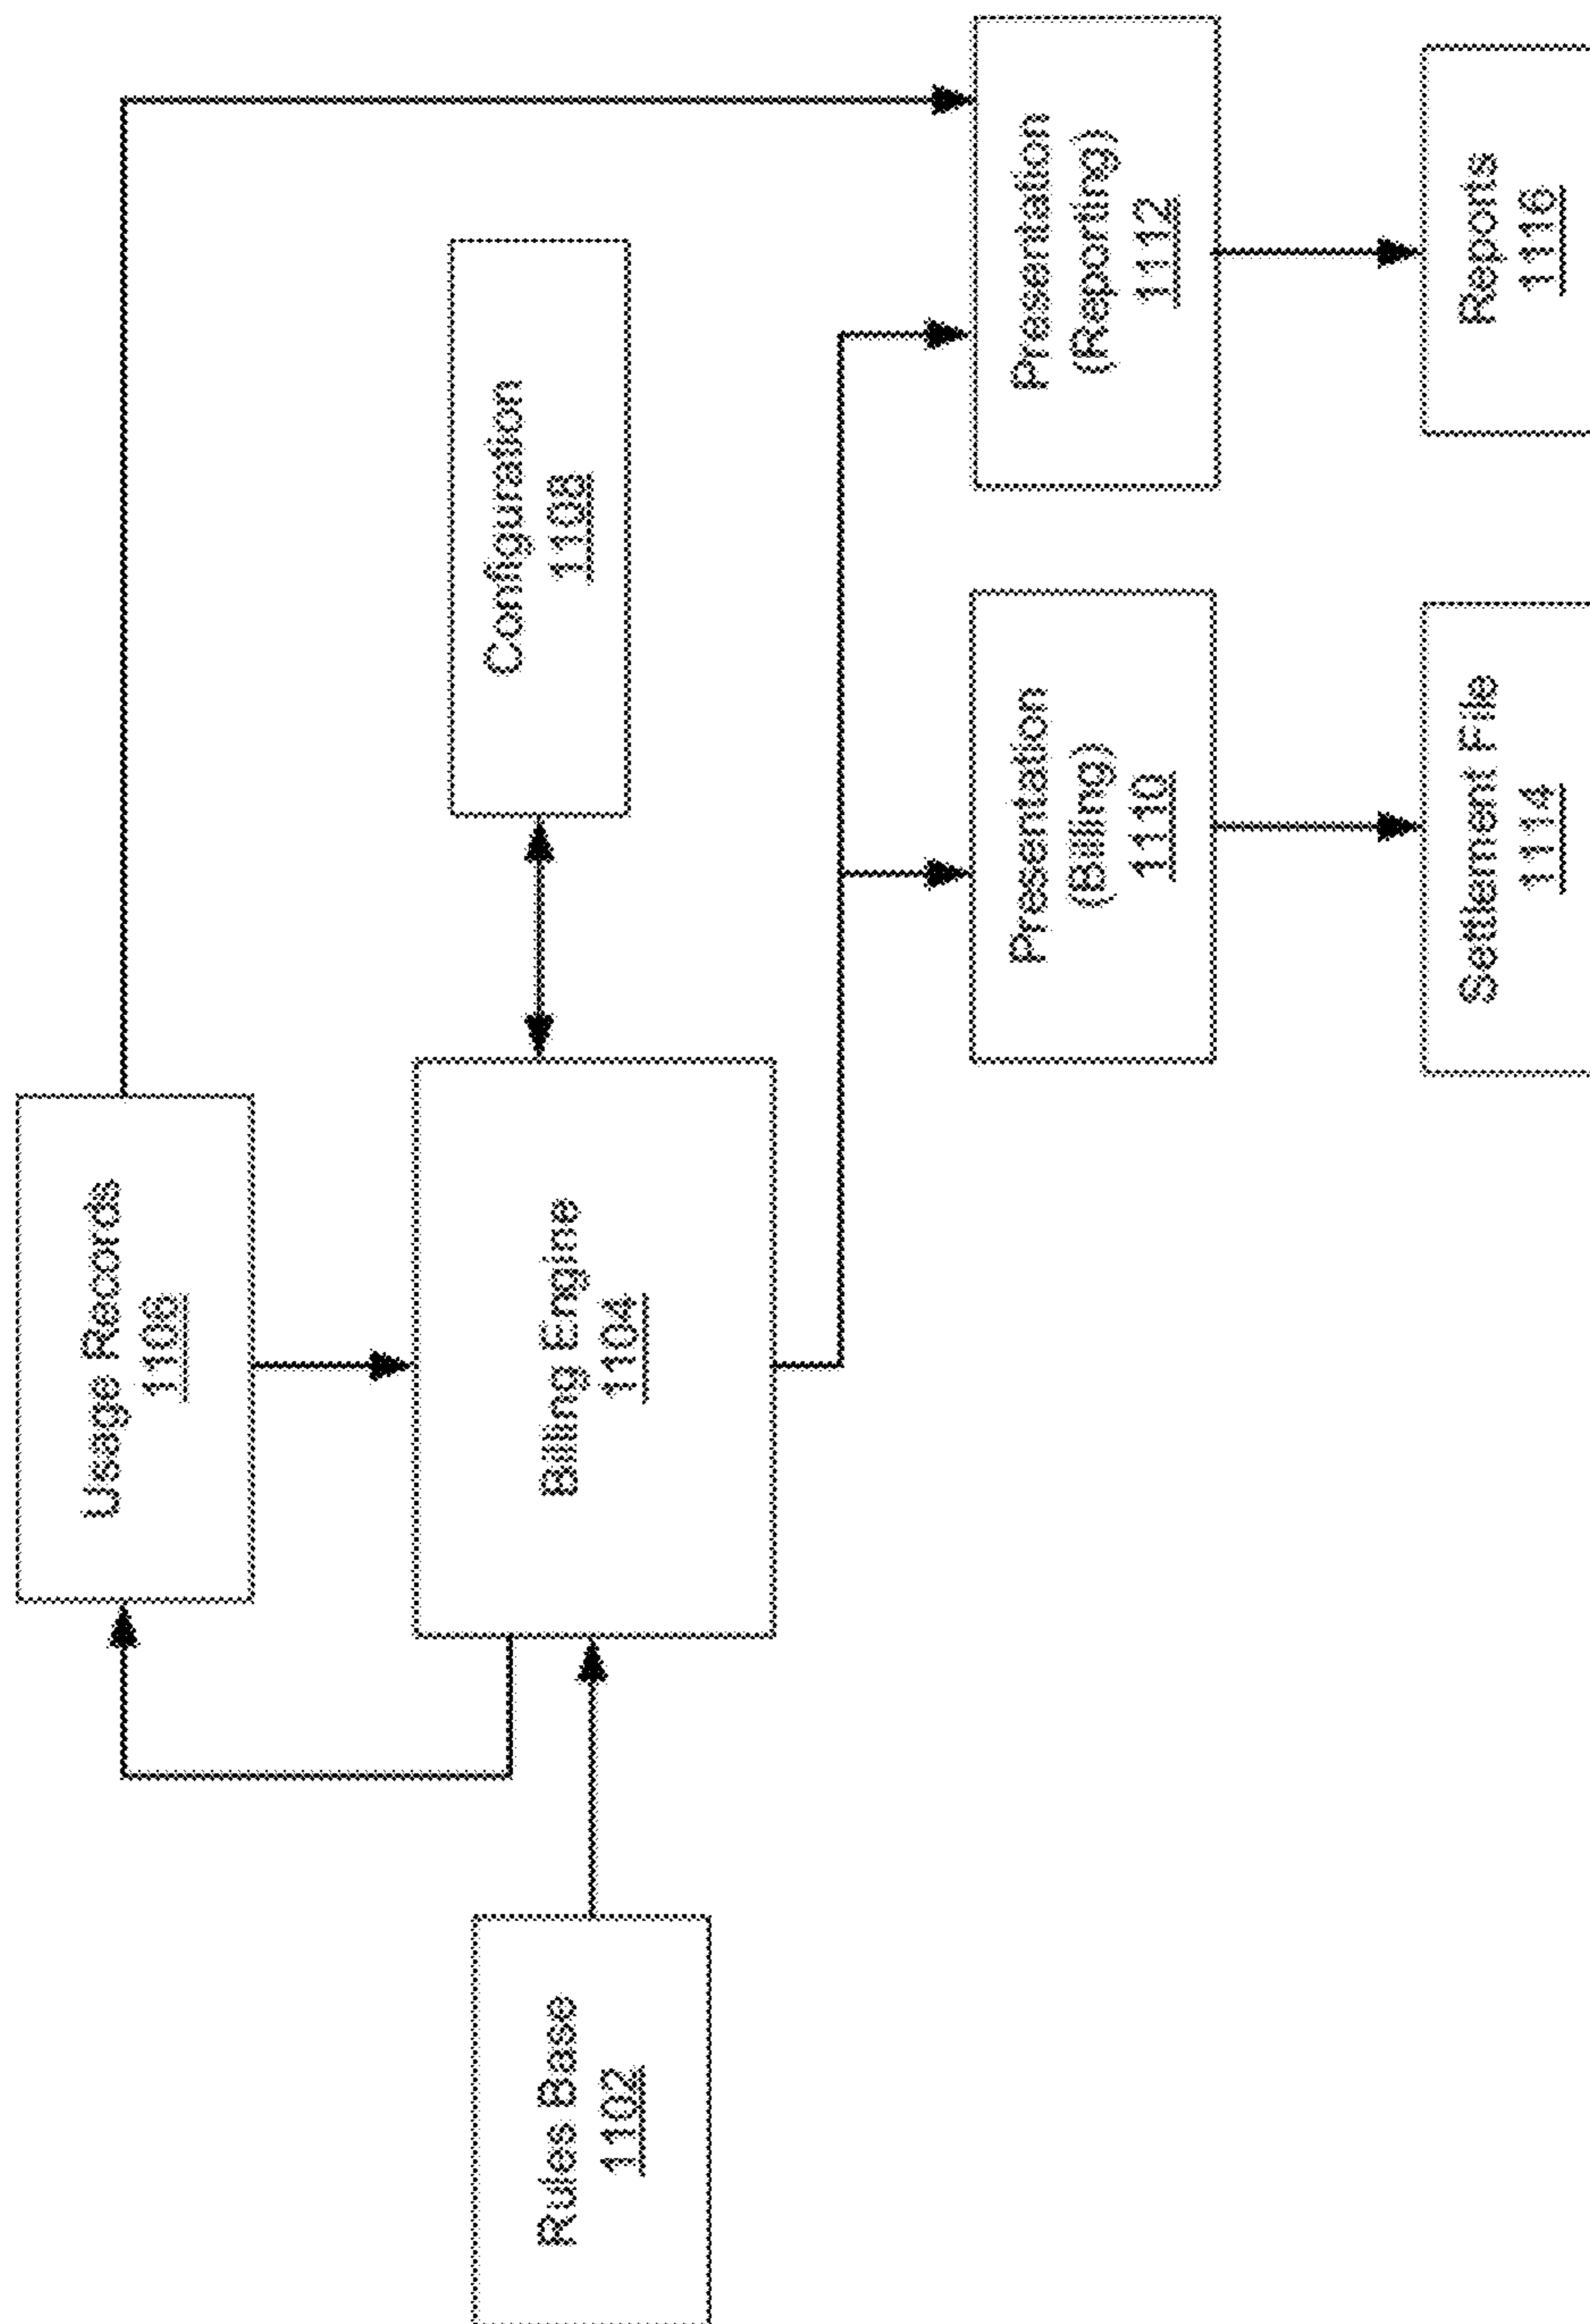 Usage Records
1106
Rules Base
1102
Billing Engine
1104
Configuration
1108
Presentation
(Billing)
1110
Presentation
(Reporting)
1112
Settlement File
1114
Reports
1116